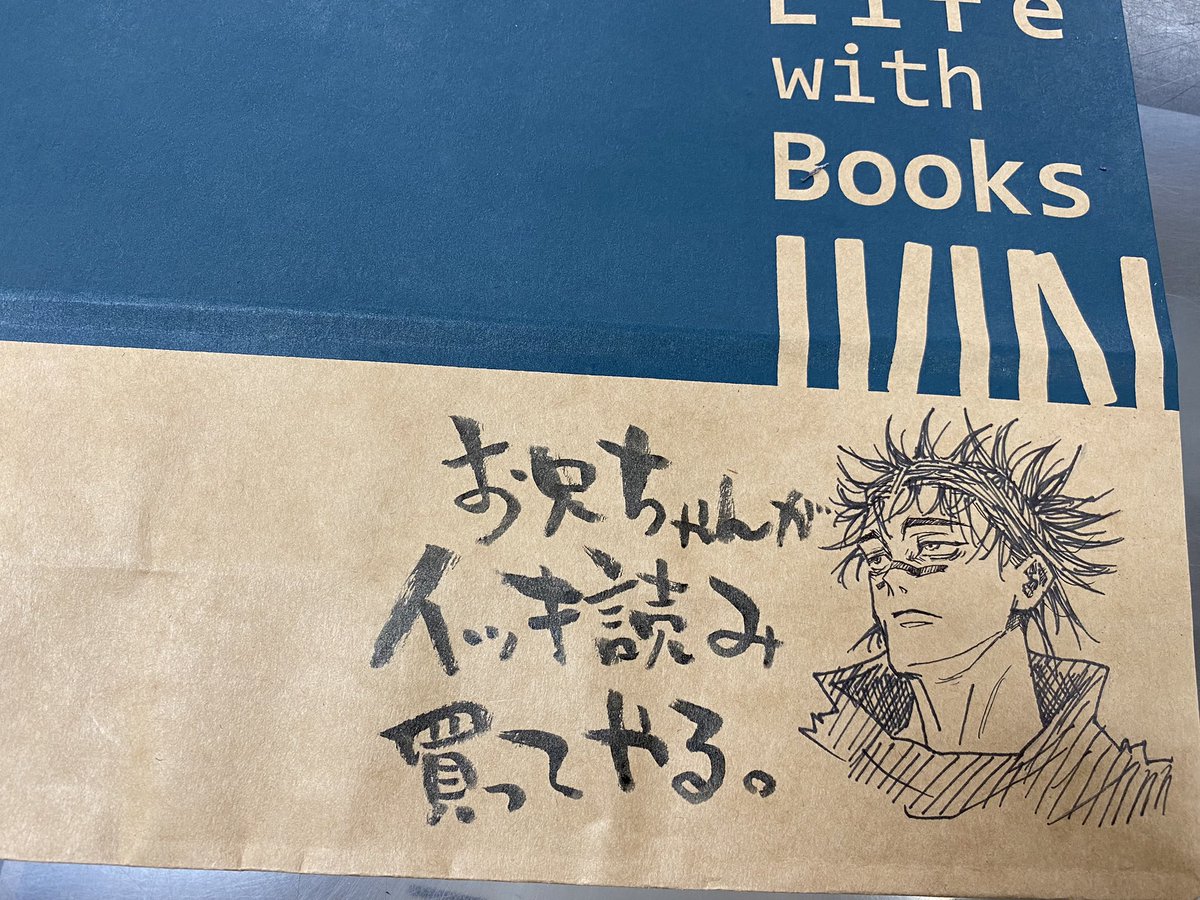 Life
with
Books
お兄ちゃんが
イッキ読み
買ってやる。